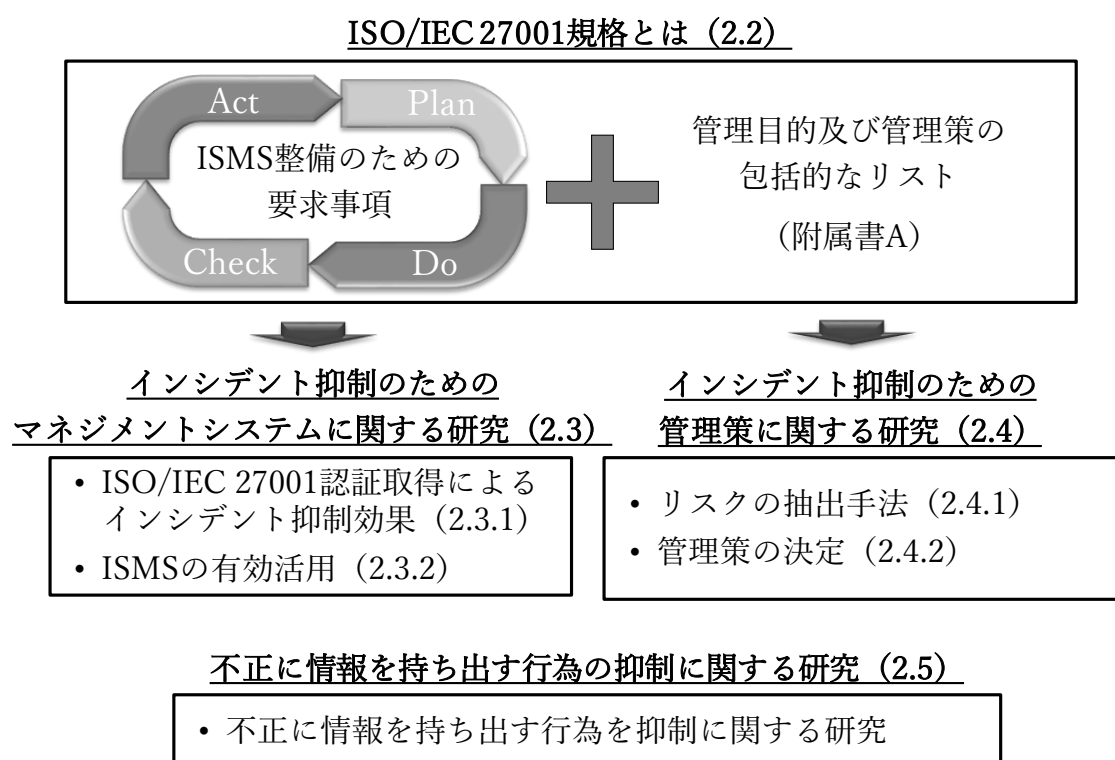 ISO/IEC 27001規格とは（2.2）
Act
Plan
ISMS整備のための
要求事項
Check
Do
管理目的及び管理策の
包括的なリスト
（附属書A）
インシデント抑制のための
マネジメントシステムに関する研究（2.3）
• ISO/IEC 27001認証取得による
インシデント抑制効果（2.3.1）
• ISMSの有効活用（2.3.2）
インシデント抑制のための
管理策に関する研究（2.4）
• リスクの抽出手法（2.4.1）
• 管理策の決定（2.4.2）
不正に情報を持ち出す行為の抑制に関する研究（2.5）
• 不正に情報を持ち出す行為を抑制に関する研究